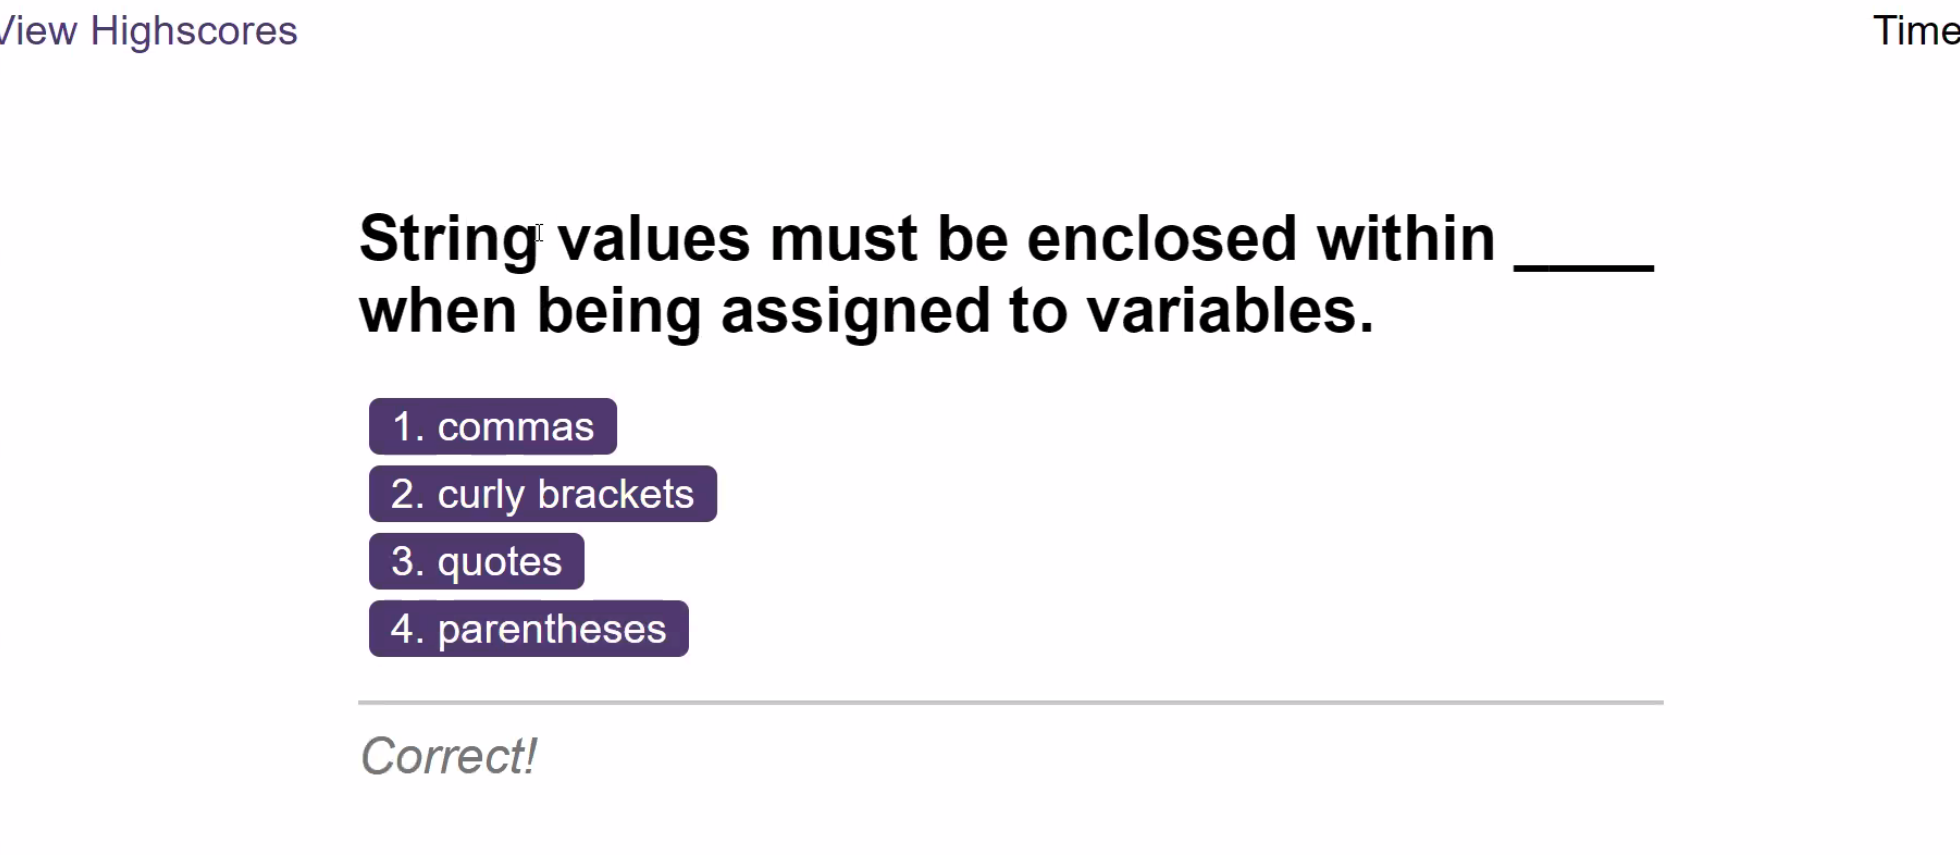 View Highscores
Time
String values must be enclosed within ____
when being assigned to variables.
1. commas
2. curly brackets
3. quotes
4. parentheses
Correct!